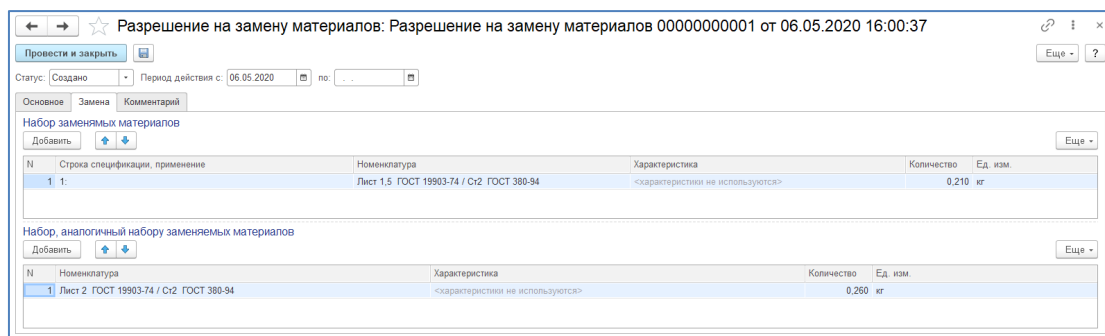 Разрешение на замену материалов: Разрешение на замену материалов 00000000001 от 06.05.2020 16:00:37
Провести и закрыть Еще ?
Статус: Создано Период действия с: 06.05.2020 по: . .
Основное Замена Комментарий
Набор заменямых материалов
Добавить Еще
N Строка спецификации, применение Номенклатура Характеристика Количество Ед. изм.
1 1: Лист 1,5 ГОСТ 19903-74 / Ст2 ГОСТ 380-94 <характеристики не используются> 0,210 кг
Набор, аналогичный набору заменяемых материалов
Добавить Еще
N Номенклатура Характеристика Количество Ед. изм.
1 Лист 2 ГОСТ 19903-74 / Ст2 ГОСТ 380-94 <характеристики не используются> 0,260 кг